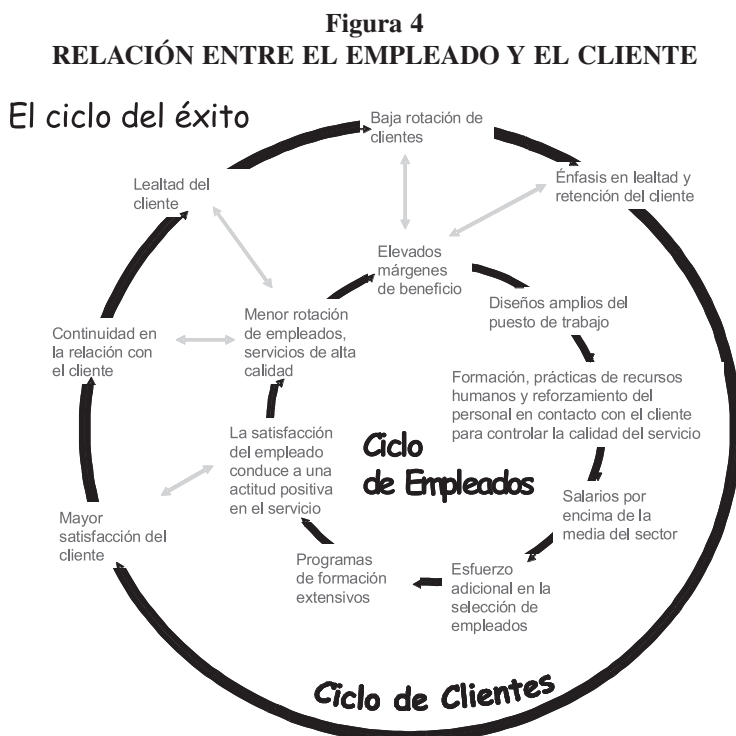 Figura 4
RELACIÓN ENTRE EL EMPLEADO Y EL CLIENTE
El ciclo del éxito
Baja rotación de
clientes
Énfasis en lealtad y
retención del cliente
Lealtad del
cliente
Elevados
márgenes
de beneficio
Diseños amplios del
puesto de trabajo
Menor rotación
de empleados,
servicios de alta
calidad
Continuidad en
la relación con
el cliente
Formación, prácticas de recursos
humanos y reforzamiento del
personal en contacto con el cliente
para controlar la calidad del servicio
La satisfacción
del empleado
conduce a una
actitud positiva
en el servicio
Ciclo
de Empleados
Salarios por
encima de la
media del sector
Mayor
satisfacción del
cliente
Programas
de formación
extensivos
Esfuerzo
adicional en la
selección de
empleados
Ciclo de Clientes